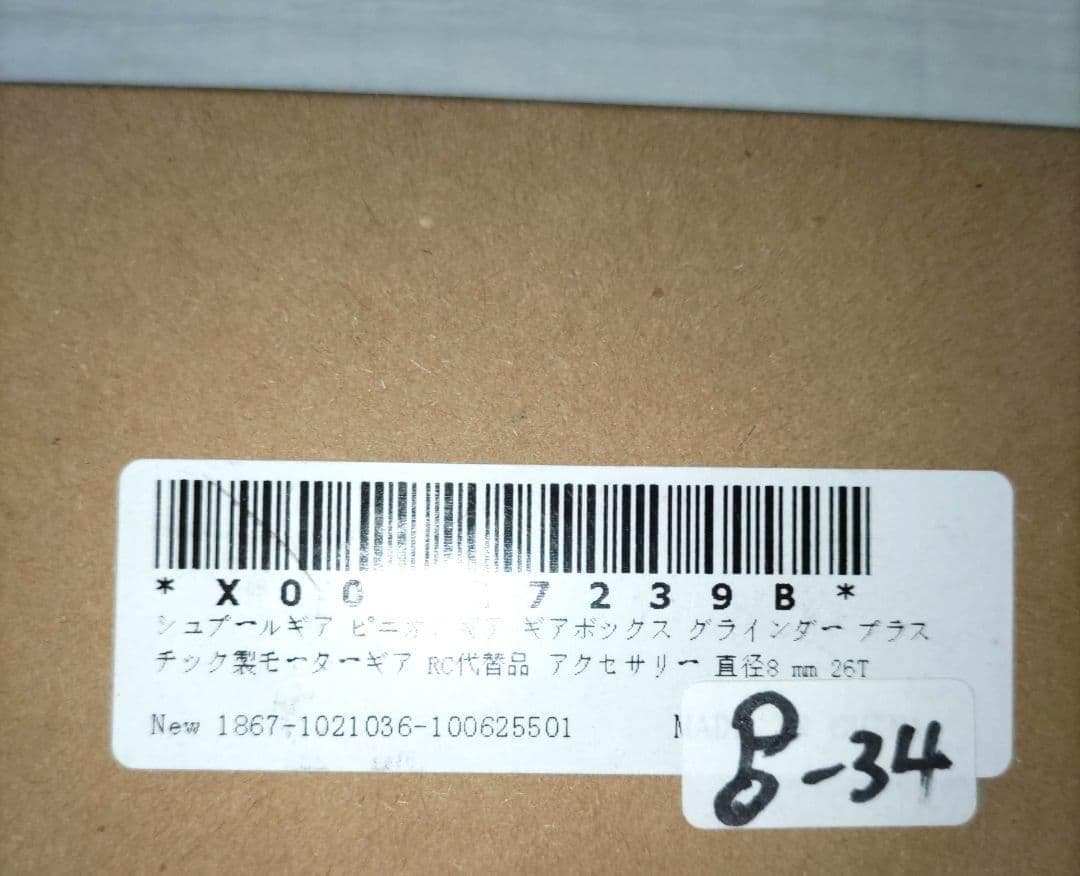 * X 0 0 7 2 3 9 B *
シュプールギア ピニオン ギア ギアボックス グラインダー プラス
チック製モーターギア RC代替品 アクセサリー 直径8 mm 26T
New 1867-1021036-100625501
-34